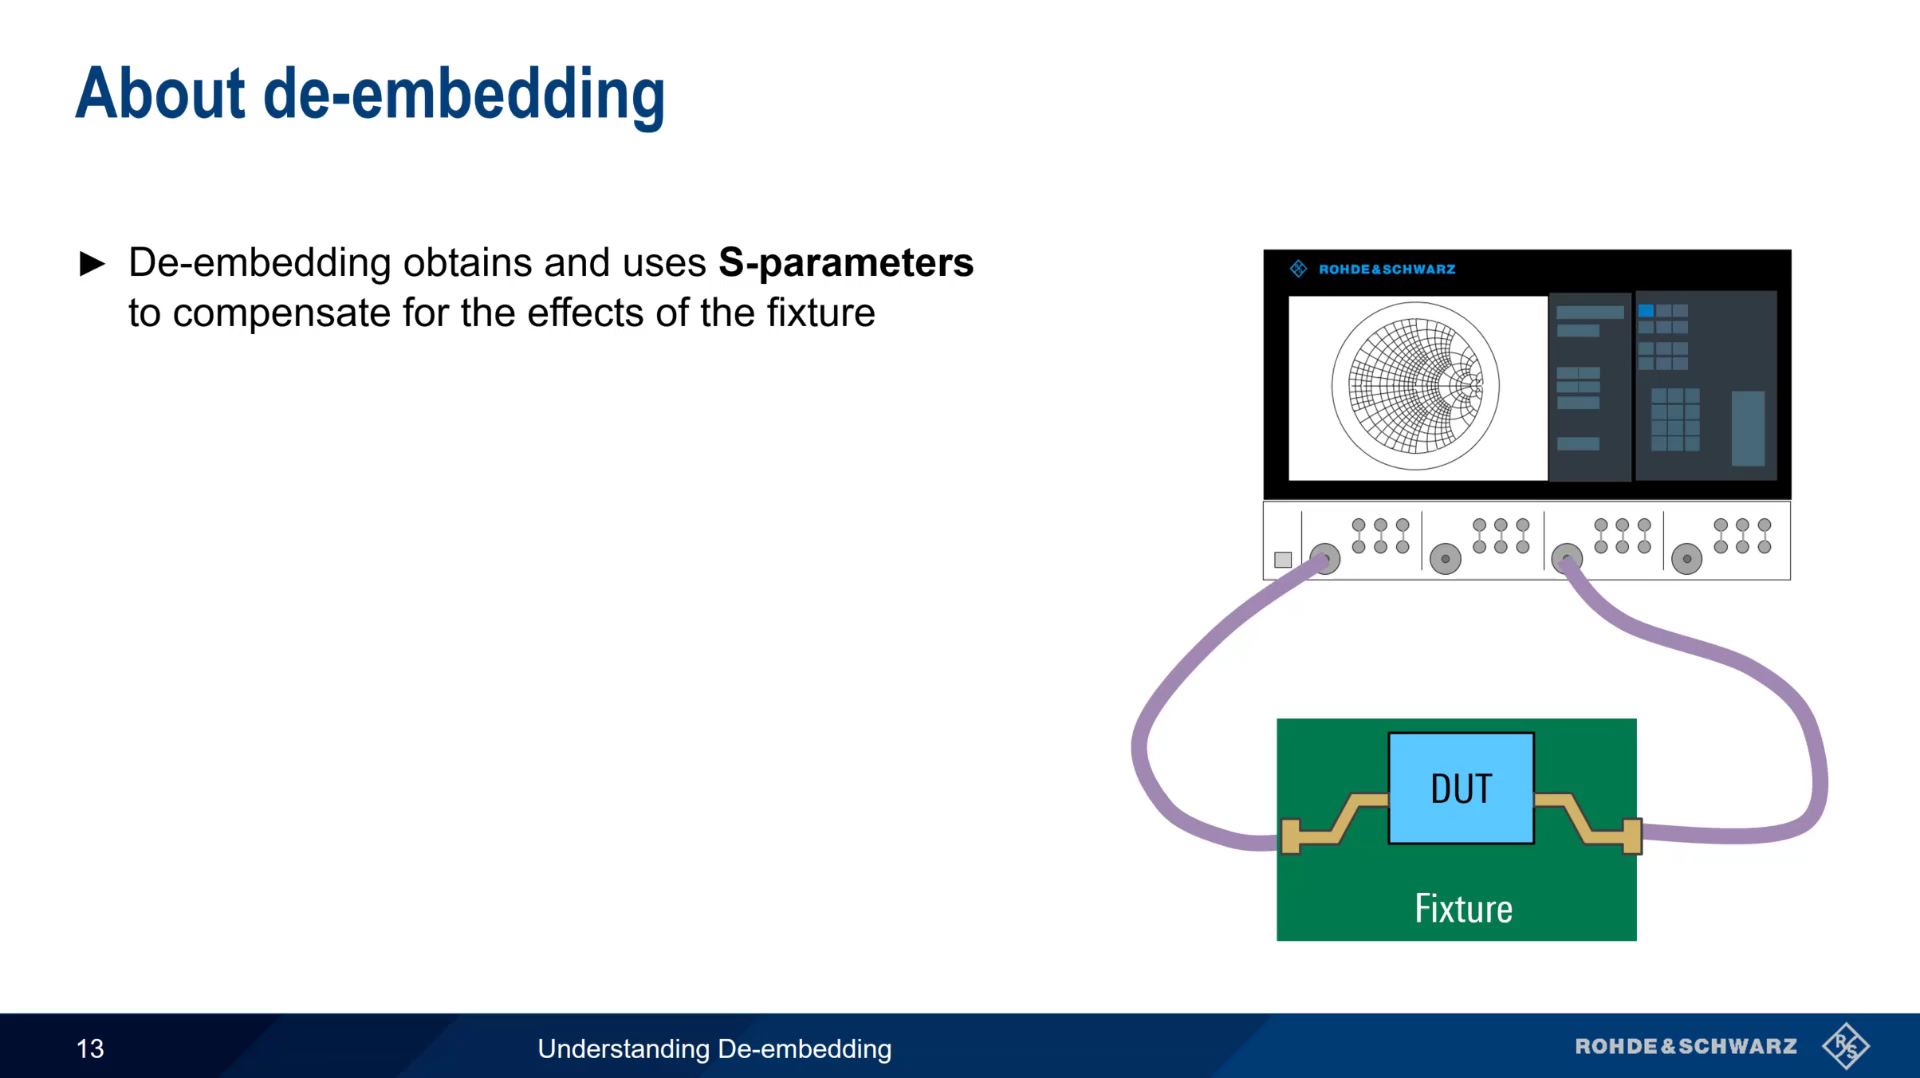 About de-embedding
► De-embedding obtains and uses S-parameters
to compensate for the effects of the fixture
ROHDE&SCHWARZ
DUT
Fixture
13
Understanding De-embedding
ROHDE&SCHWARZ
R&S